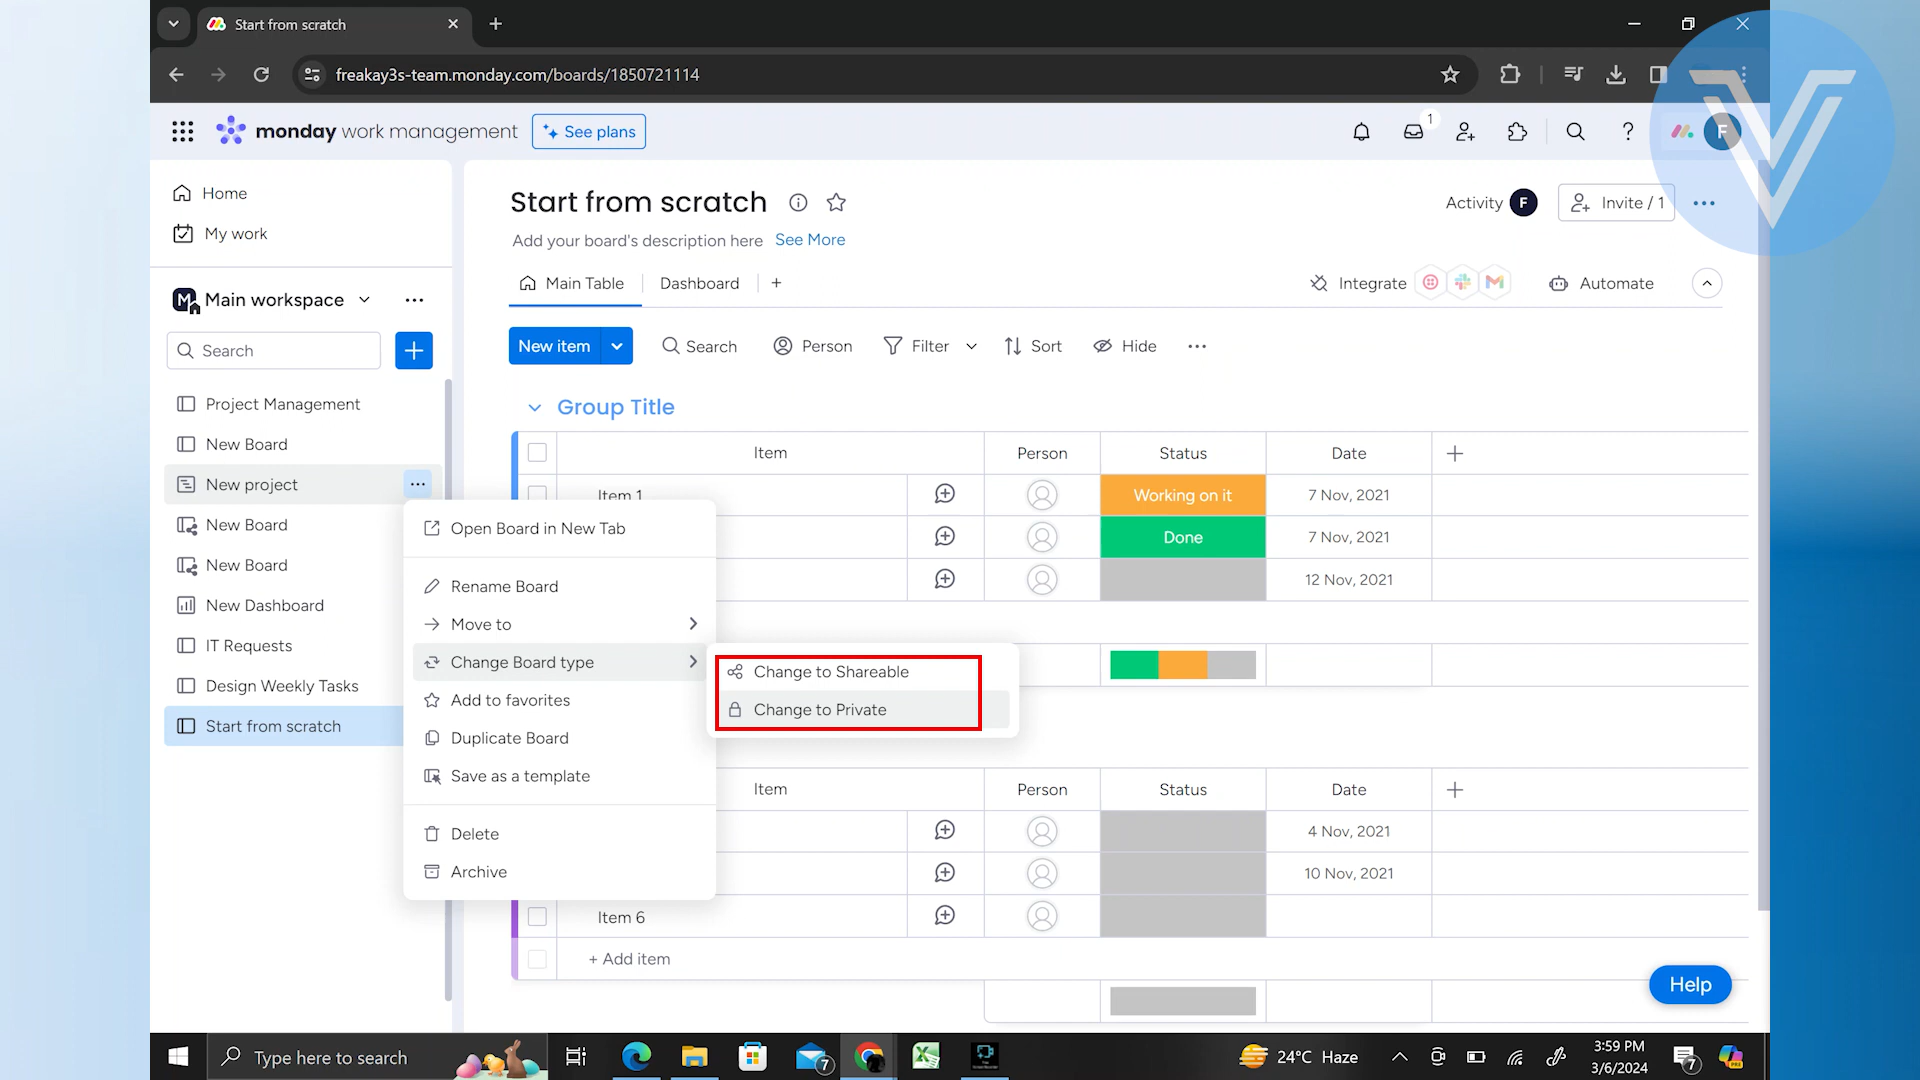 Start from scratch
freakay3s-team.monday.com/boards/1850721114
monday work management
See plans
1
F
Home
My work
Main workspace
Search
Project Management
New Board
New project
New Board
New Board
New Dashboard
IT Requests
Design Weekly Tasks
Start from scratch
Start from scratch
Activity F
Invite / 1
Add your board's description here See More
Main Table
Dashboard
Integrate
Automate
New item
Search
Person
Filter
Sort
Hide
Group Title
Item Person Status Date
Item 1 Working on it 7 Nov, 2021
Done 7 Nov, 2021
12 Nov, 2021
Open Board in New Tab
Rename Board
Move to
Change Board type
Add to favorites
Duplicate Board
Save as a template
Delete
Archive
Change to Shareable
Change to Private
Item Person Status Date
4 Nov, 2021
10 Nov, 2021
Item 6
+ Add item
Help
Type here to search
7
24°C Haze
3:59 PM
3/6/2024
7